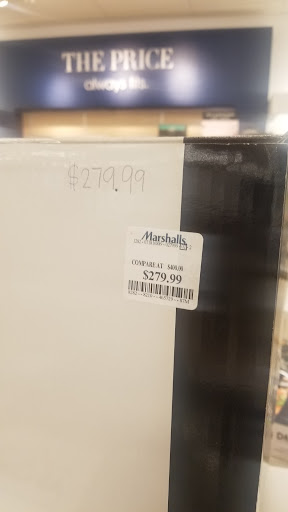 THE PRICE
always fits.
$279.99
Marshalls
COMPARE AT $400.00
$279.99